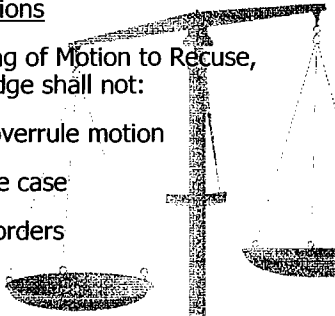 ions
ng of Motion to Recuse,
dge shall not:
overrule motion
e case
orders